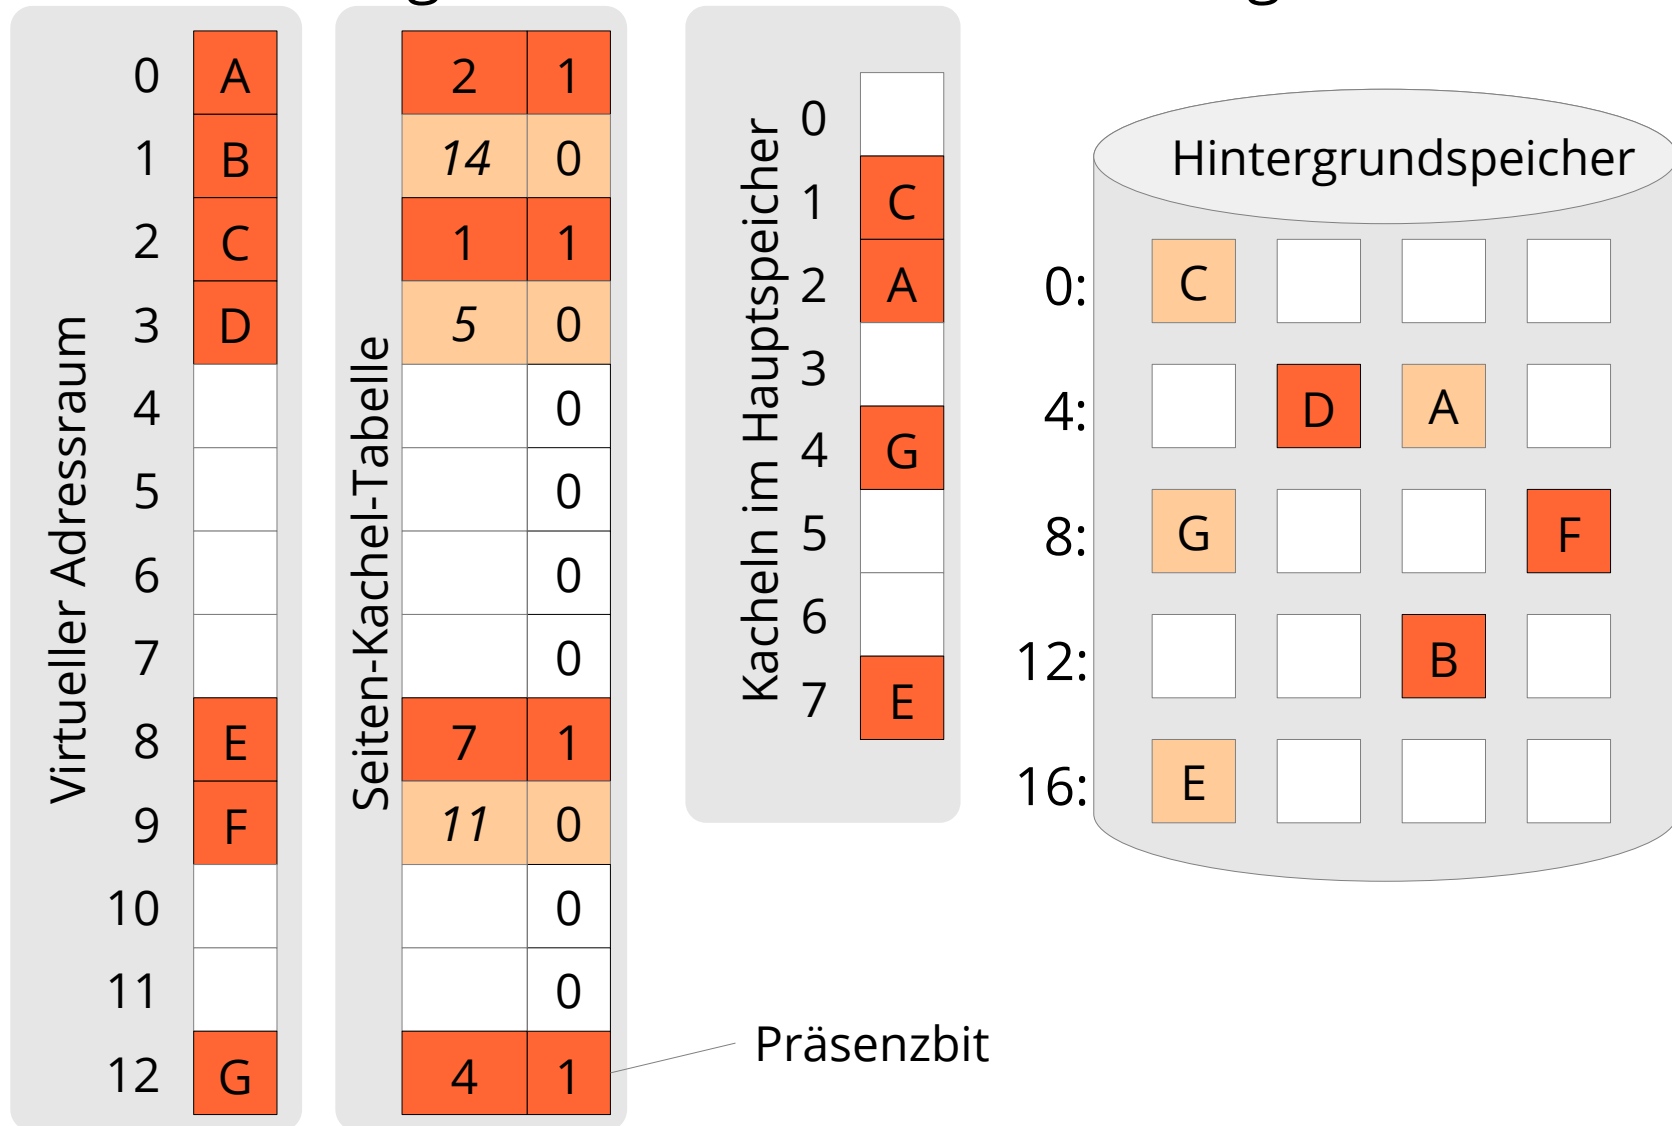 Virtueller Adressraum
0 A
1 B
2 C
3 D
4
5
6
7
8 E
9 F
10
11
12 G
Seiten-Kachel-Tabelle
2 1
14 0
1 1
5 0
0
0
0
0
7 1
11 0
0
0
4 1
Präsenzbit
Kacheln im Hauptspeicher
0
1 C
2 A
3
4 G
5
6
7 E
Hintergrundspeicher
0: C
4: D A
8: G F
12: B
16: E